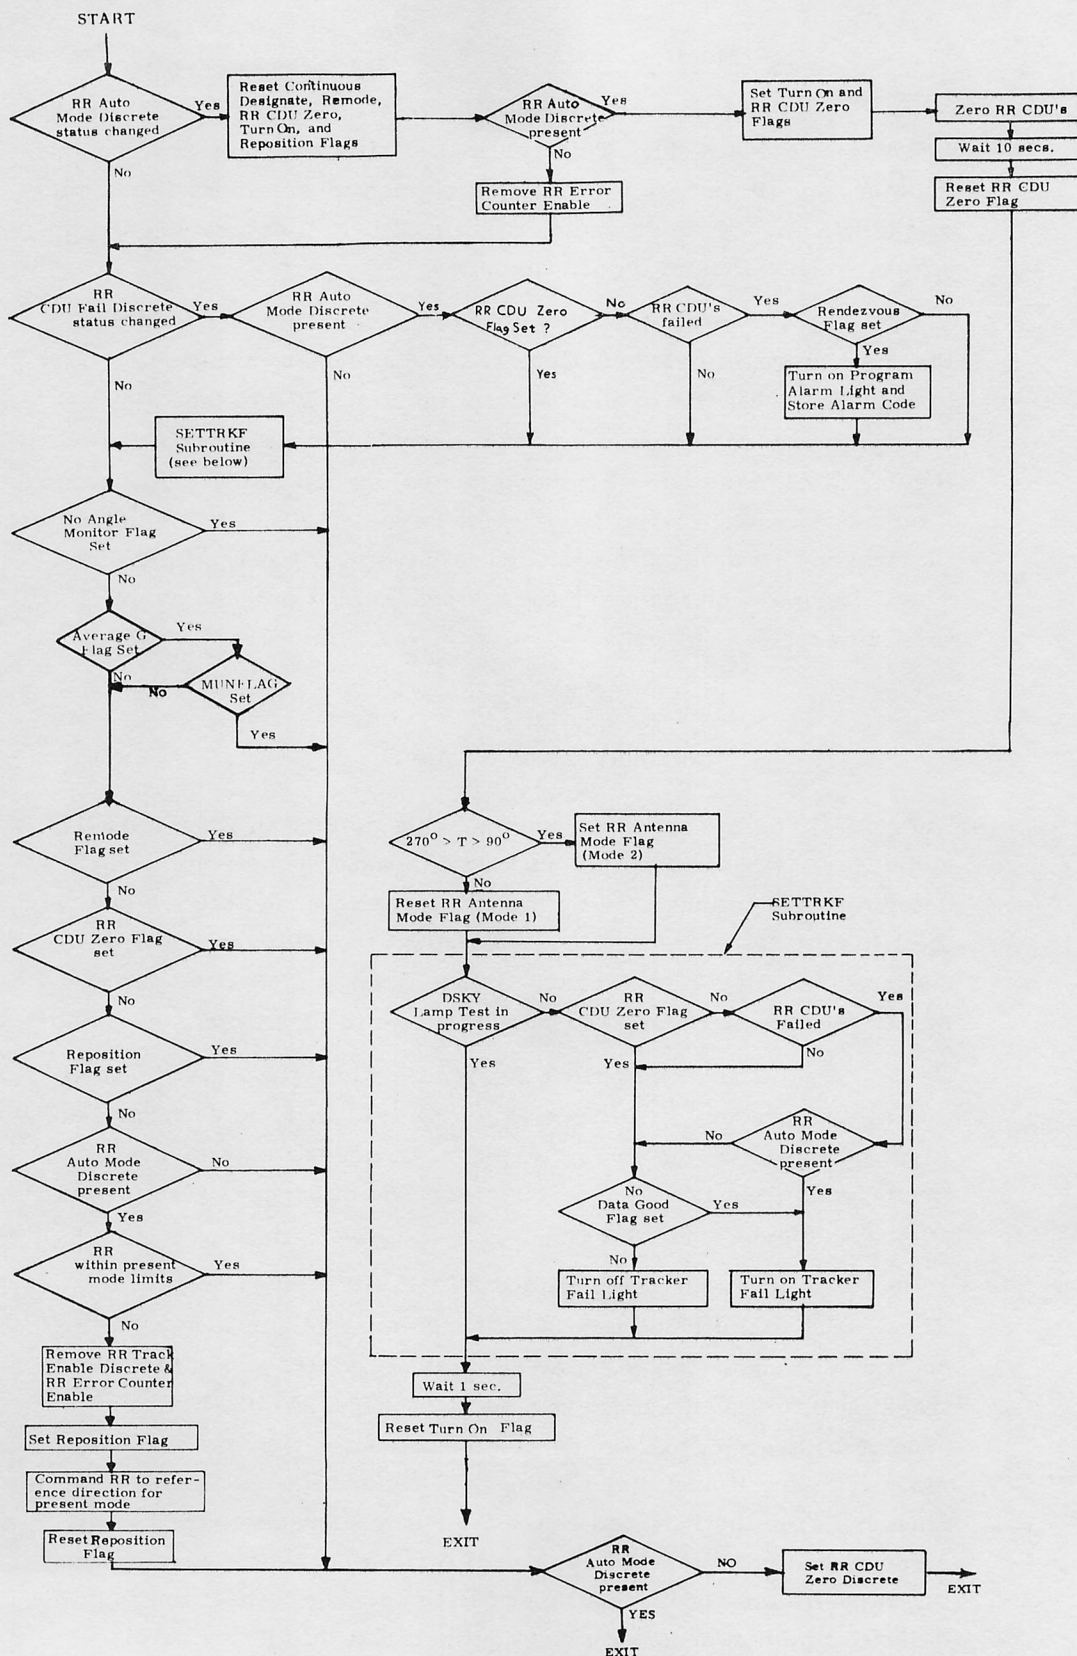 START
RR Auto
Mode Discrete
status changed
Yes
No
Reset Continuous
Designate, Remode,
RR CDU Zero,
Turn On, and
Reposition Flags
RR Auto
Mode Discrete
present
Yes
No
Set Turn On and
RR CDU Zero
Flags
Zero RR CDU's
Wait 10 secs.
Reset RR CDU
Zero Flag
Remove RR Error
Counter Enable
RR
CDU Fail Discrete
status changed
Yes
No
RR Auto
Mode Discrete
present
Yes
No
RR CDU Zero
Flag Set ?
No
Yes
RR CDU's
failed
Yes
No
Rendezvous
Flag set
No
Yes
Turn on Program
Alarm Light and
Store Alarm Code
SETTRKF
Subroutine
(see below)
No Angle
Monitor Flag
Set
Yes
No
Average G
Flag Set
Yes
No
MUNFLAG
Set
No
Yes
Remode
Flag set
Yes
No
RR
CDU Zero Flag
set
Yes
No
Reposition
Flag set
Yes
No
RR
Auto Mode
Discrete
present
No
Yes
RR
within present
mode limits
Yes
No
Remove RR Track
Enable Discrete &
RR Error Counter
Enable
Set Reposition Flag
Command RR to refer-
ence direction for
present mode
Reset Reposition
Flag
270° > T > 90°
Yes
No
Set RR Antenna
Mode Flag
(Mode 2)
Reset RR Antenna
Mode Flag (Mode 1)
SETTRKF
Subroutine
DSKY
Lamp Test in
progress
No
Yes
RR
CDU Zero Flag
set
No
Yes
RR CDU's
Failed
Yes
No
RR
Auto Mode
Discrete
present
No
Yes
No
Data Good
Flag set
Yes
No
Turn off Tracker
Fail Light
Turn on Tracker
Fail Light
Wait 1 sec.
Reset Turn On Flag
EXIT
RR
Auto Mode
Discrete
present
NO
YES
Set RR CDU
Zero Discrete
EXIT
EXIT